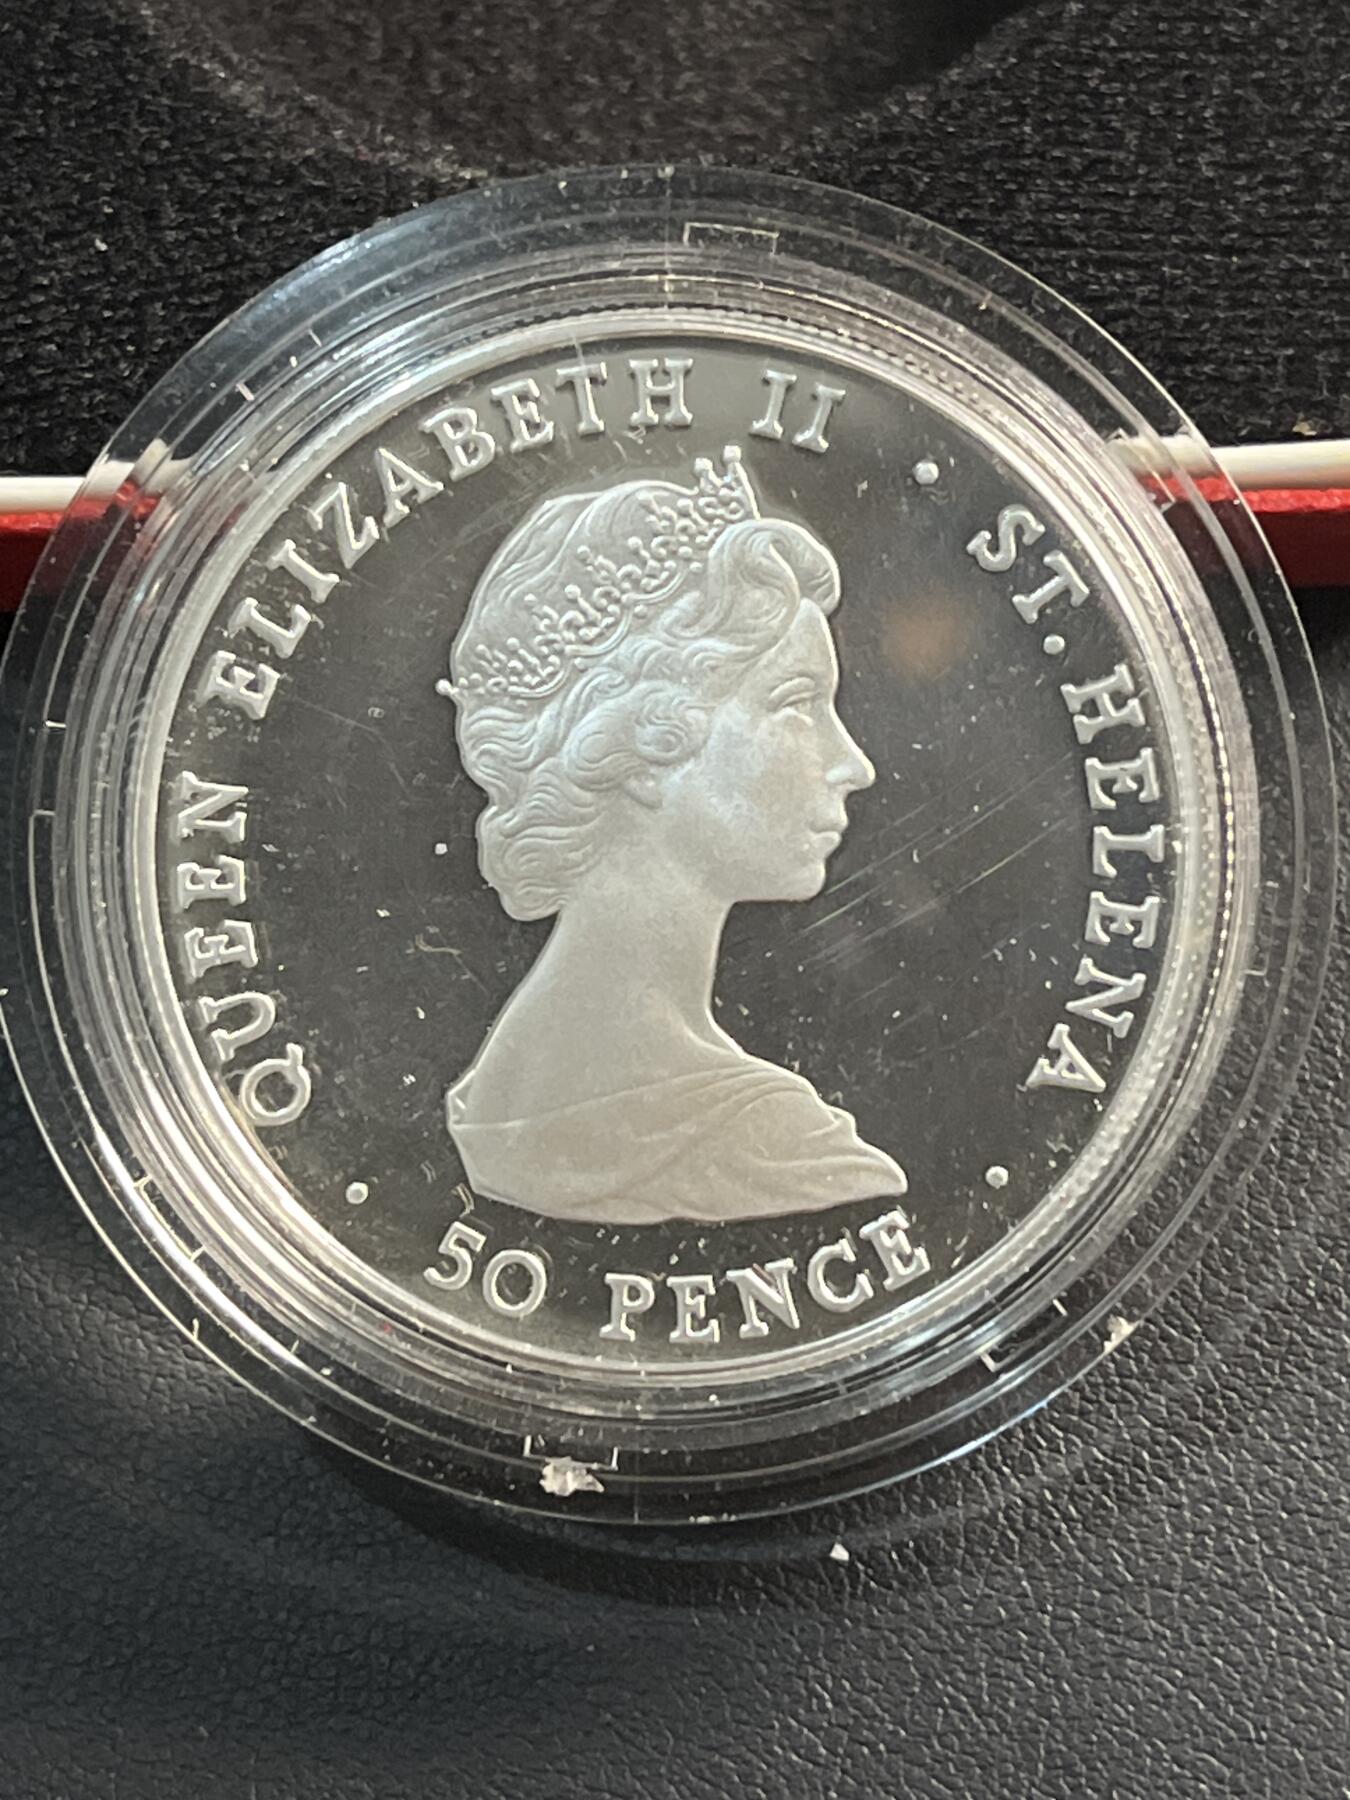 QUEEN ELIZABETH II · ST. HELENA
· 50 PENCE ·